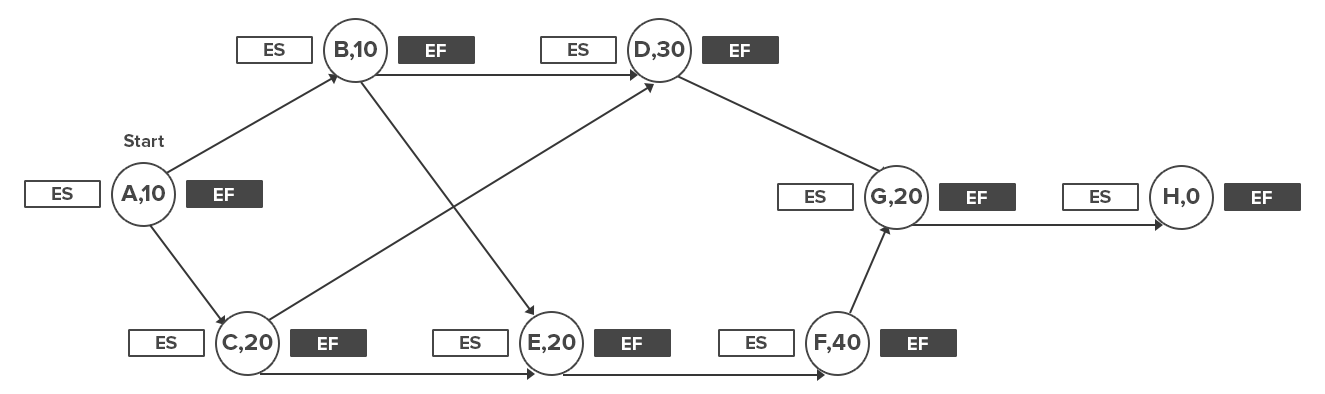 ES B,10 EF ES D,30 EF
Start
ES A,10 EF ES G,20 EF ES H,0 EF
ES C,20 EF ES E,20 EF ES F,40 EF